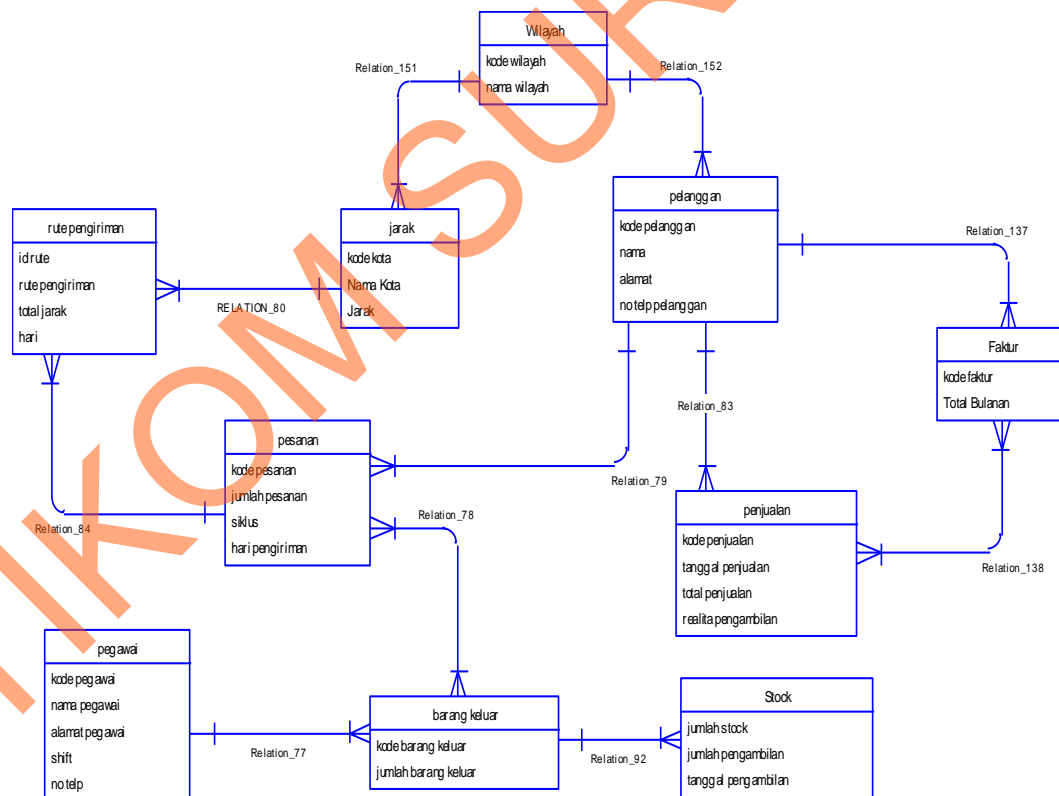 Wilayah
kode wilayah
nama wilayah
Relation_151
Relation_152
pelanggan
kode pelanggan
nama
alamat
no telp pelanggan
rute pengiriman
id rute
rute pengiriman
total jarak
hari
jarak
kode kota
Nama Kota
Jarak
RELATION_80
Relation_137
Faktur
kode faktur
Total Bulanan
Relation_83
pesanan
kode pesanan
jumlah pesanan
siklus
hari pengiriman
Relation_79
Relation_84
Relation_78
penjualan
kode penjualan
tanggal penjualan
total penjualan
realita pengambilan
Relation_138
pegawai
kode pegawai
nama pegawai
alamat pegawai
shift
no telp
Relation_77
barang keluar
kode barang keluar
jumlah barang keluar
Relation_92
Stock
jumlah stock
jumlah pengambilan
tanggal pengambilan
IKOM SUR